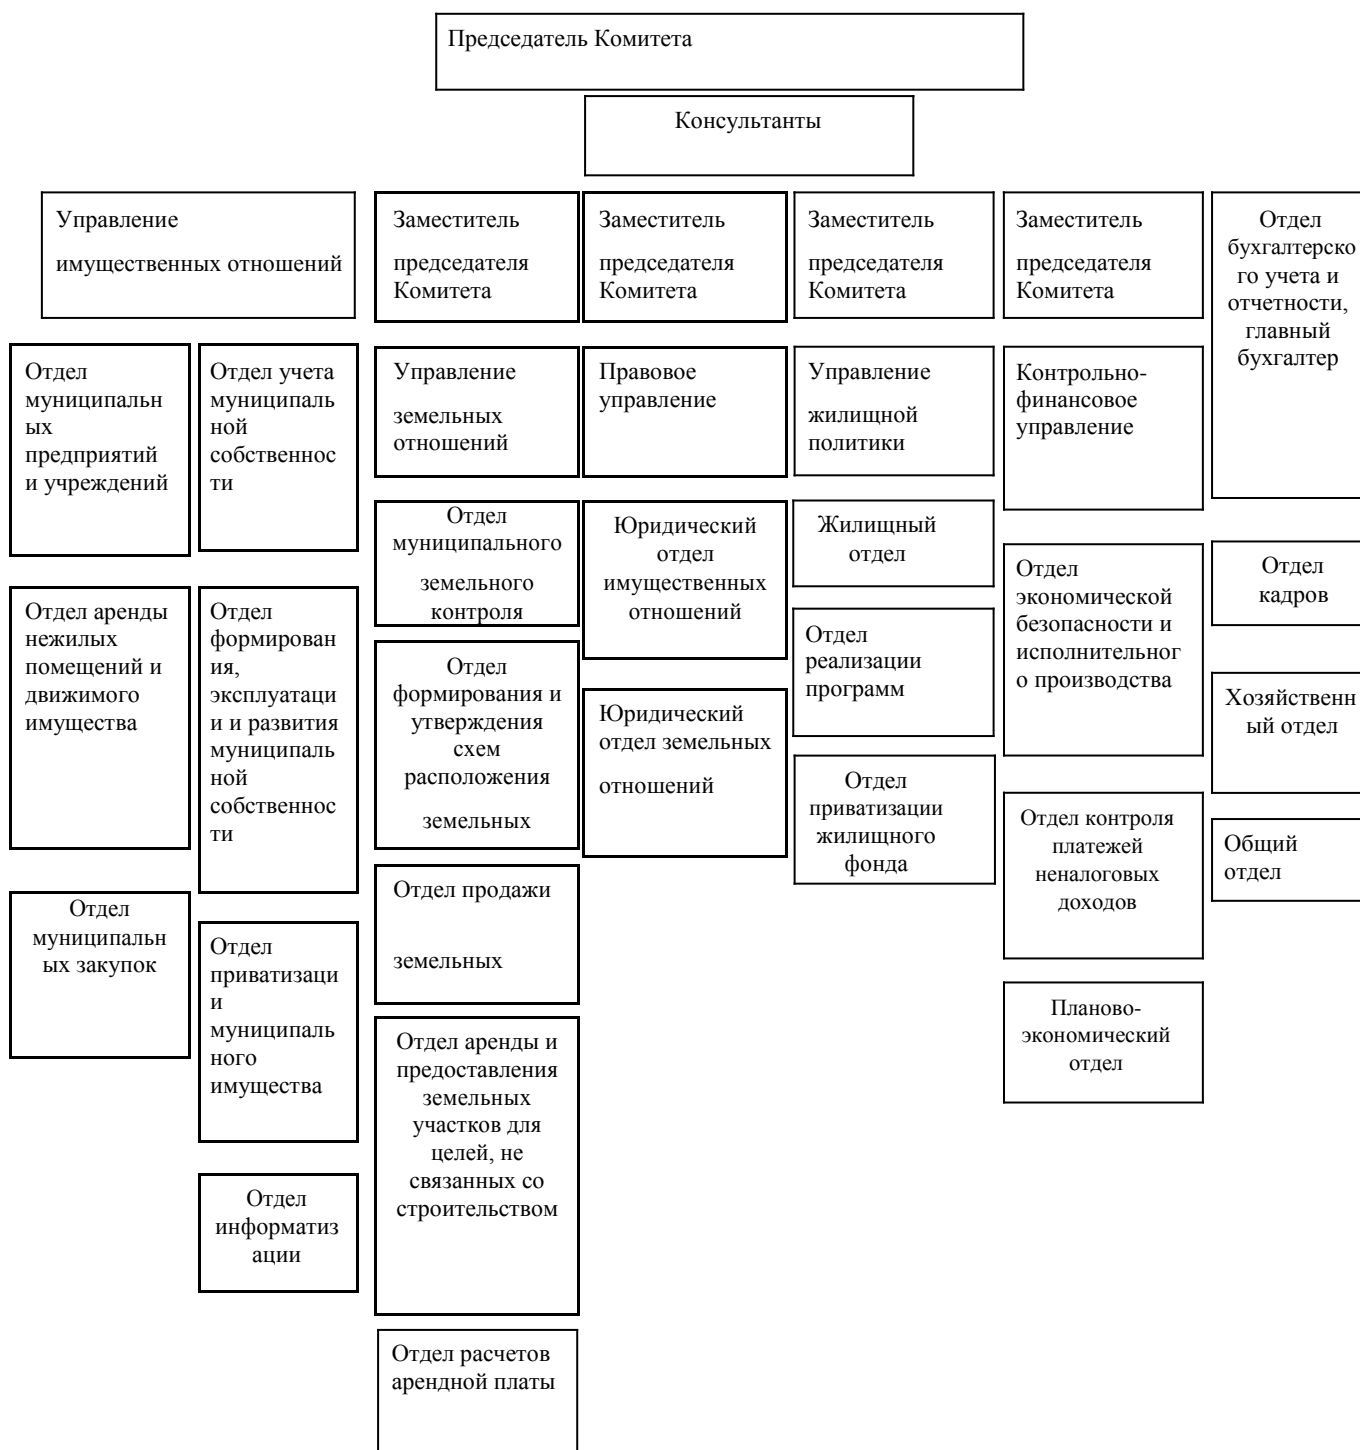 Председатель Комитета
Консультанты
Управление
имущественных отношений
Заместитель
председателя
Комитета
Заместитель
председателя
Комитета
Заместитель
председателя
Комитета
Заместитель
председателя
Комитета
Отдел
бухгалтерско
го учета и
отчетности,
главный
бухгалтер
Отдел
муниципальн
ых
предприятий
и учреждений
Отдел учета
муниципаль
ной
собственнос
ти
Управление
земельных
отношений
Правовое
управление
Управление
жилищной
политики
Контрольно-
финансовое
управление
Отдел
муниципального
земельного
контроля
Юридический
отдел
имущественных
отношений
Жилищный
отдел
Отдел
экономической
безопасности и
исполнительног
о производства
Отдел
кадров
Отдел аренды
нежилых
помещений и
движимого
имущества
Отдел
формирован
ия,
эксплуатаци
и и развития
муниципаль
ной
собственнос
ти
Отдел
формирования и
утверждения
схем
расположения
земельных
Юридический
отдел земельных
отношений
Отдел
реализации
программ
Хозяйственн
ый отдел
Отдел
приватизации
жилищного
фонда
Отдел контроля
платежей
неналоговых
доходов
Общий
отдел
Отдел
муниципальн
ых закупок
Отдел
приватизаци
и
муниципаль
ного
имущества
Отдел продажи
земельных
Планово-
экономический
отдел
Отдел аренды и
предоставления
земельных
участков для
целей, не
связанных со
строительством
Отдел
информатиз
ации
Отдел расчетов
арендной платы